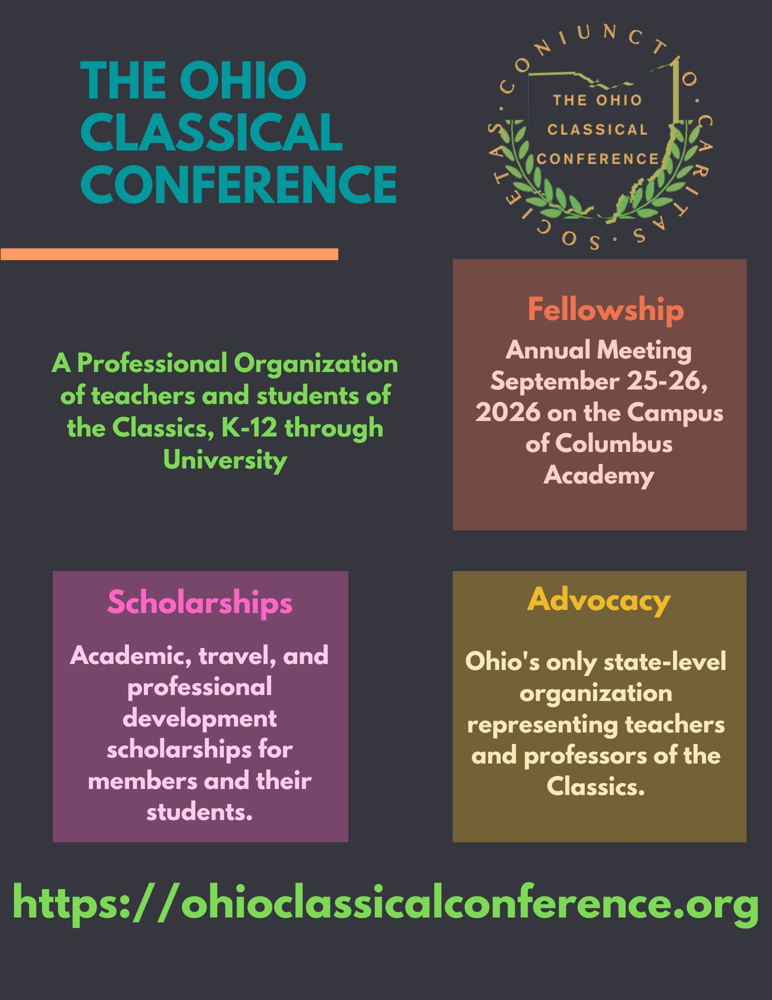 THE OHIO
CLASSICAL
CONFERENCE
· CONIUNCTIO · CARITAS · SOCIETAS
THE OHIO
CLASSICAL
CONFERENCE
A Professional Organization
of teachers and students of
the Classics, K-12 through
University
Fellowship
Annual Meeting
September 25-26,
2026 on the Campus
of Columbus
Academy
Scholarships
Academic, travel, and
professional
development
scholarships for
members and their
students.
Advocacy
Ohio's only state-level
organization
representing teachers
and professors of the
Classics.
https://ohioclassicalconference.org